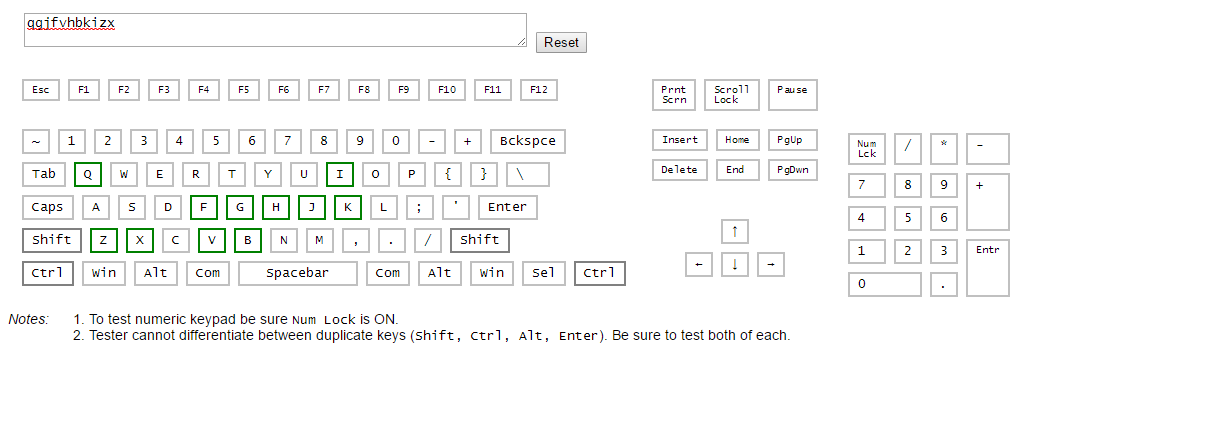 qgjfvhbkizx
Reset
Esc F1 F2 F3 F4 F5 F6 F7 F8 F9 F10 F11 F12
Prnt Scrn Scroll Lock Pause
~ 1 2 3 4 5 6 7 8 9 0 – + Bckspce
Insert Home PgUp
Num Lck / * –
Tab Q W E R T Y U I O P { } \
Delete End PgDwn
7 8 9 +
Caps A S D F G H J K L ; ' Enter
4 5 6
Shift Z X C V B N M , . / Shift
↑
1 2 3 Entr
Ctrl Win Alt Com Spacebar Com Alt Win Sel Ctrl
← ↓ →
0 .
Notes: 1. To test numeric keypad be sure Num Lock is ON.
2. Tester cannot differentiate between duplicate keys (Shift, Ctrl, Alt, Enter). Be sure to test both of each.